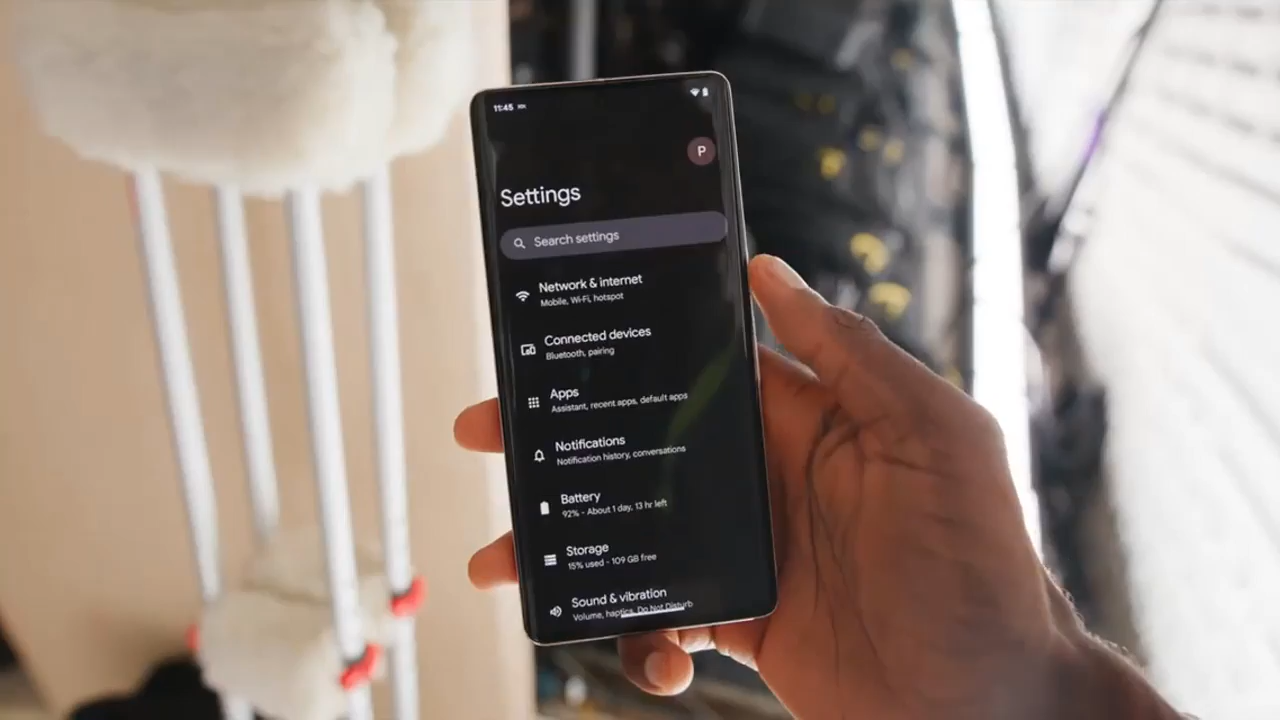 11:45
P
Settings
Search settings
Network & internet
Mobile, Wi-Fi, hotspot
Connected devices
Bluetooth, pairing
Apps
Assistant, recent apps, default apps
Notifications
Notification history, conversations
Battery
92% - About 1 day, 13 hr left
Storage
15% used - 109 GB free
Sound & vibration
Volume, haptics, Do Not Disturb